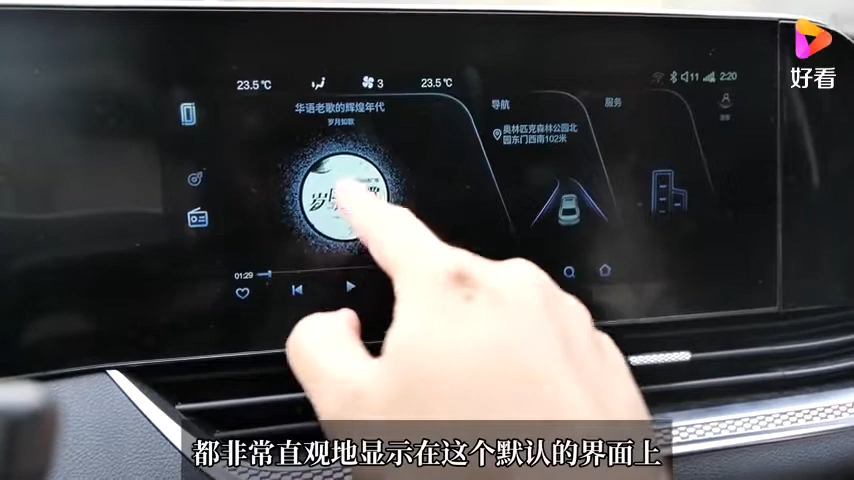 好看
23.5℃
3
23.5℃
11
2:20
华语老歌的辉煌年代
岁月如歌
导航
服务
奥林匹克森林公园北
园东门西南102米
01:29
都非常直观地显示在这个默认的界面上